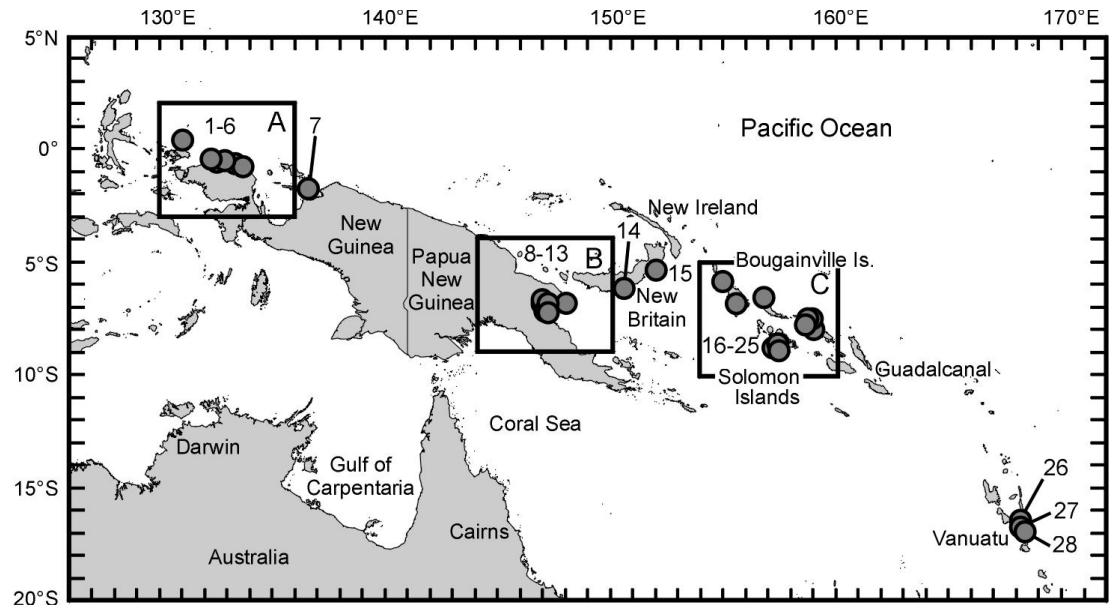 130°E 140°E 150°E 160°E 170°E
5°N
0°
5°S
10°S
15°S
20°S
1-6
A
7
Pacific Ocean
New Ireland
New
Guinea
Papua
New
Guinea
8-13
B
14
15
New
Britain
Bougainville Is.
C
16-25
Solomon
Islands
Guadalcanal
Coral Sea
Darwin
Gulf of
Carpentaria
Cairns
Australia
Vanuatu
26
27
28